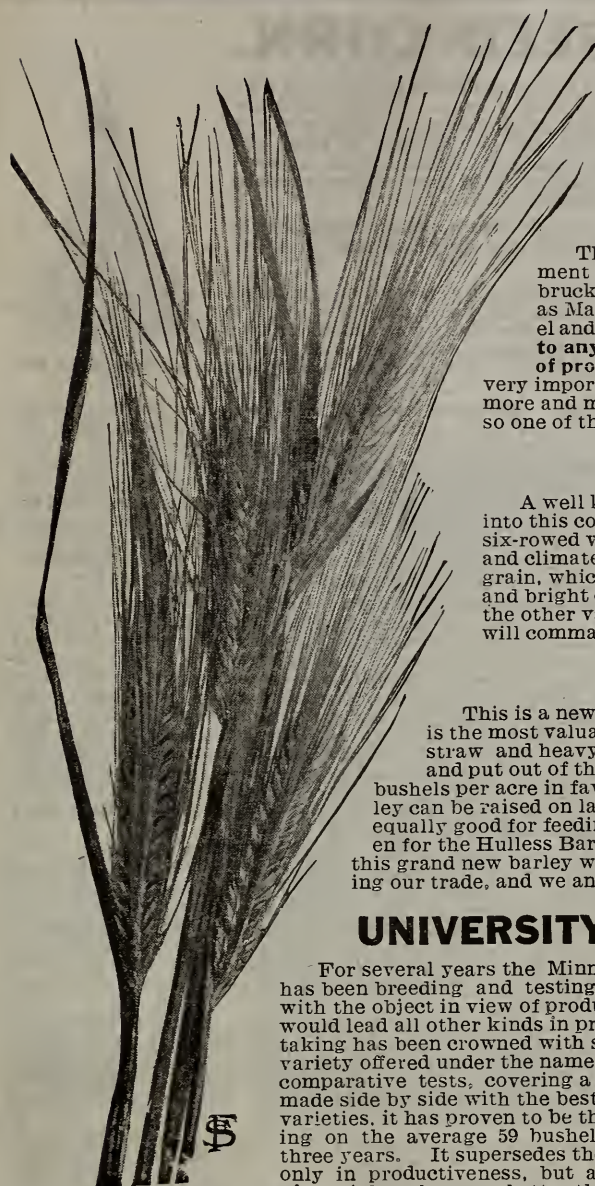 Th
ment
bruck
as Ma
el and
to any
of pro
very impor
more and m
so one of th
A well k
into this co
six-rowed v
and climate
grain, whic
and bright
the other v
will comma
This is a new
is the most valua
straw and heavy
and put out of th
bushels per acre in fav
ley can be raised on la
equally good for feedi
en for the Hulless Bar
this grand new barley w
ing our trade, and we an
UNIVERSITY
For several years the Minn
has been breeding and testing
with the object in view of produ
would lead all other kinds in pr
taking has been crowned with s
variety offered under the name
comparative tests, covering a
made side by side with the best
varieties, it has proven to be th
ing on the average 59 bushel
three years. It supersedes th
only in productiveness, but a